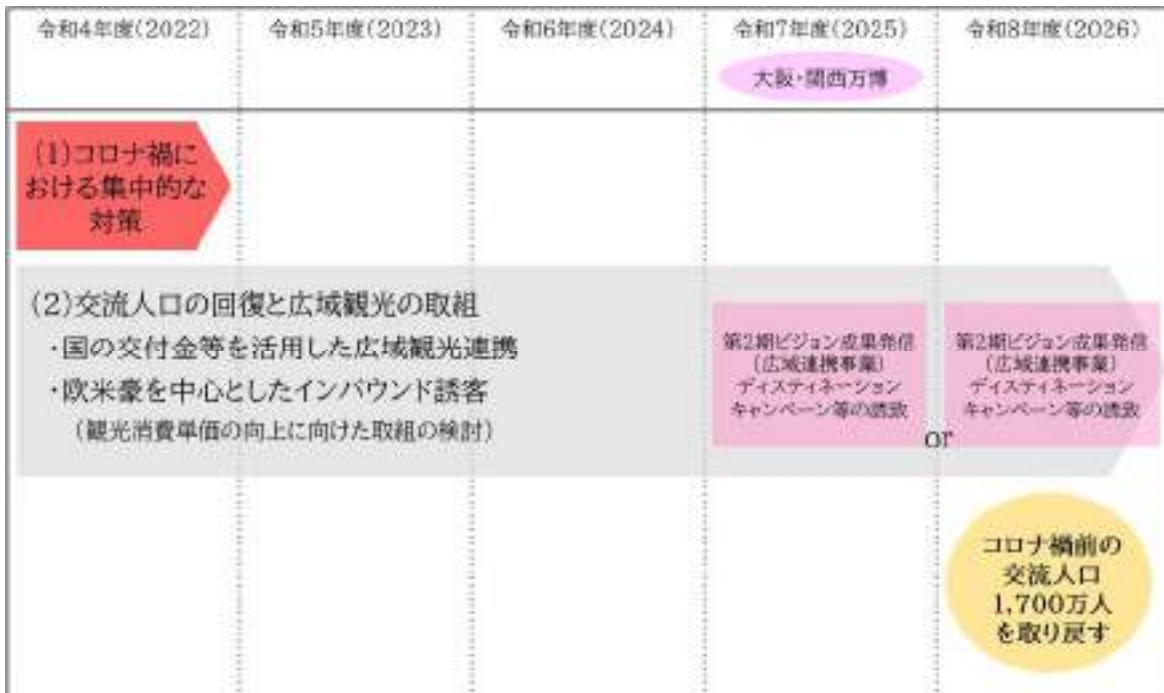 令和4年度(2022)
令和5年度(2023)
令和6年度(2024)
令和7年度(2025)
令和8年度(2026)
大阪・関西万博
(1)コロナ禍に
おける集中的な
対策
(2)交流人口の回復と広域観光の取組
・国の交付金等を活用した広域観光連携
・欧米豪を中心としたインバウンド誘客
(観光消費単価の向上に向けた取組の検討)
第2期ビジョン成果発信
(広域連携事業)
ディスティネーション
キャンペーン等の誘致
or
第2期ビジョン成果発信
(広域連携事業)
ディスティネーション
キャンペーン等の誘致
コロナ禍前の
交流人口
1,700万人
を取り戻す